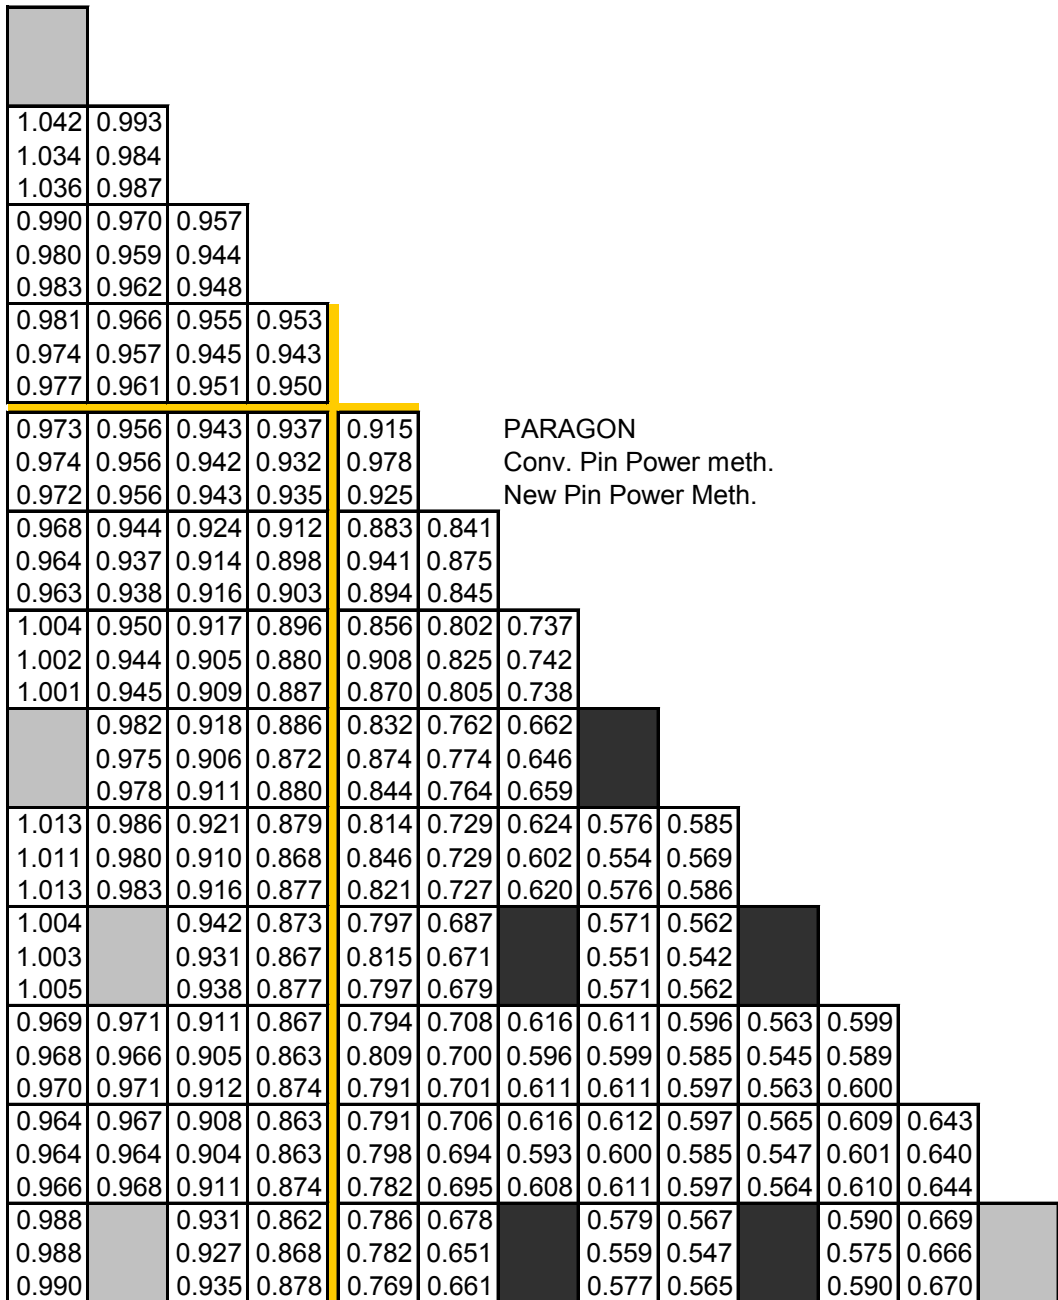 1.042 0.993
1.034 0.984
1.036 0.987
0.990 0.970 0.957
0.980 0.959 0.944
0.983 0.962 0.948
0.981 0.966 0.955 0.953
0.974 0.957 0.945 0.943
0.977 0.961 0.951 0.950
0.973 0.956 0.943 0.937 0.915 PARAGON
0.974 0.956 0.942 0.932 0.978 Conv. Pin Power meth.
0.972 0.956 0.943 0.935 0.925 New Pin Power Meth.
0.968 0.944 0.924 0.912 0.883 0.841
0.964 0.937 0.914 0.898 0.941 0.875
0.963 0.938 0.916 0.903 0.894 0.845
1.004 0.950 0.917 0.896 0.856 0.802 0.737
1.002 0.944 0.905 0.880 0.908 0.825 0.742
1.001 0.945 0.909 0.887 0.870 0.805 0.738
0.982 0.918 0.886 0.832 0.762 0.662
0.975 0.906 0.872 0.874 0.774 0.646
0.978 0.911 0.880 0.844 0.764 0.659
1.013 0.986 0.921 0.879 0.814 0.729 0.624 0.576 0.585
1.011 0.980 0.910 0.868 0.846 0.729 0.602 0.554 0.569
1.013 0.983 0.916 0.877 0.821 0.727 0.620 0.576 0.586
1.004 0.942 0.873 0.797 0.687 0.571 0.562
1.003 0.931 0.867 0.815 0.671 0.551 0.542
1.005 0.938 0.877 0.797 0.679 0.571 0.562
0.969 0.971 0.911 0.867 0.794 0.708 0.616 0.611 0.596 0.563 0.599
0.968 0.966 0.905 0.863 0.809 0.700 0.596 0.599 0.585 0.545 0.589
0.970 0.971 0.912 0.874 0.791 0.701 0.611 0.611 0.597 0.563 0.600
0.964 0.967 0.908 0.863 0.791 0.706 0.616 0.612 0.597 0.565 0.609 0.643
0.964 0.964 0.904 0.863 0.798 0.694 0.593 0.600 0.585 0.547 0.601 0.640
0.966 0.968 0.911 0.874 0.782 0.695 0.608 0.611 0.597 0.564 0.610 0.644
0.988 0.931 0.862 0.786 0.678 0.579 0.567 0.590 0.669
0.988 0.927 0.868 0.782 0.651 0.559 0.547 0.575 0.666
0.990 0.935 0.878 0.769 0.661 0.577 0.565 0.590 0.670